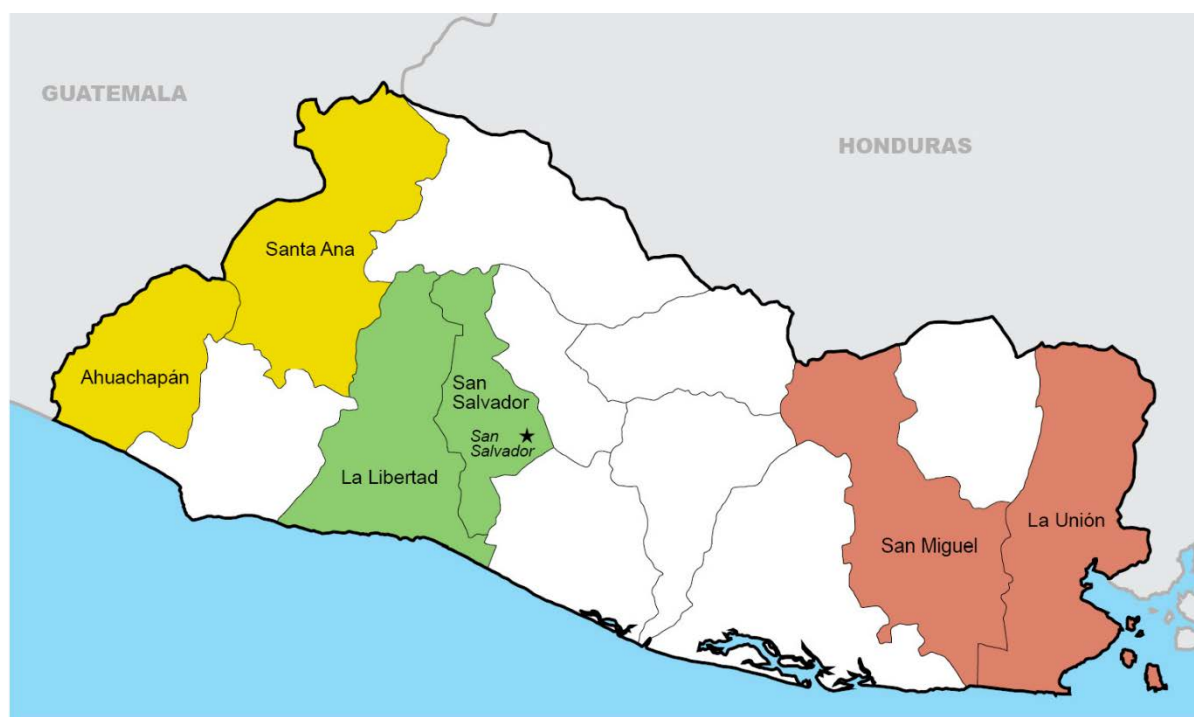 GUATEMALA
HONDURAS
Santa Ana
Ahuachapán
San
Salvador
San
Salvador
La Libertad
La Unión
San Miguel